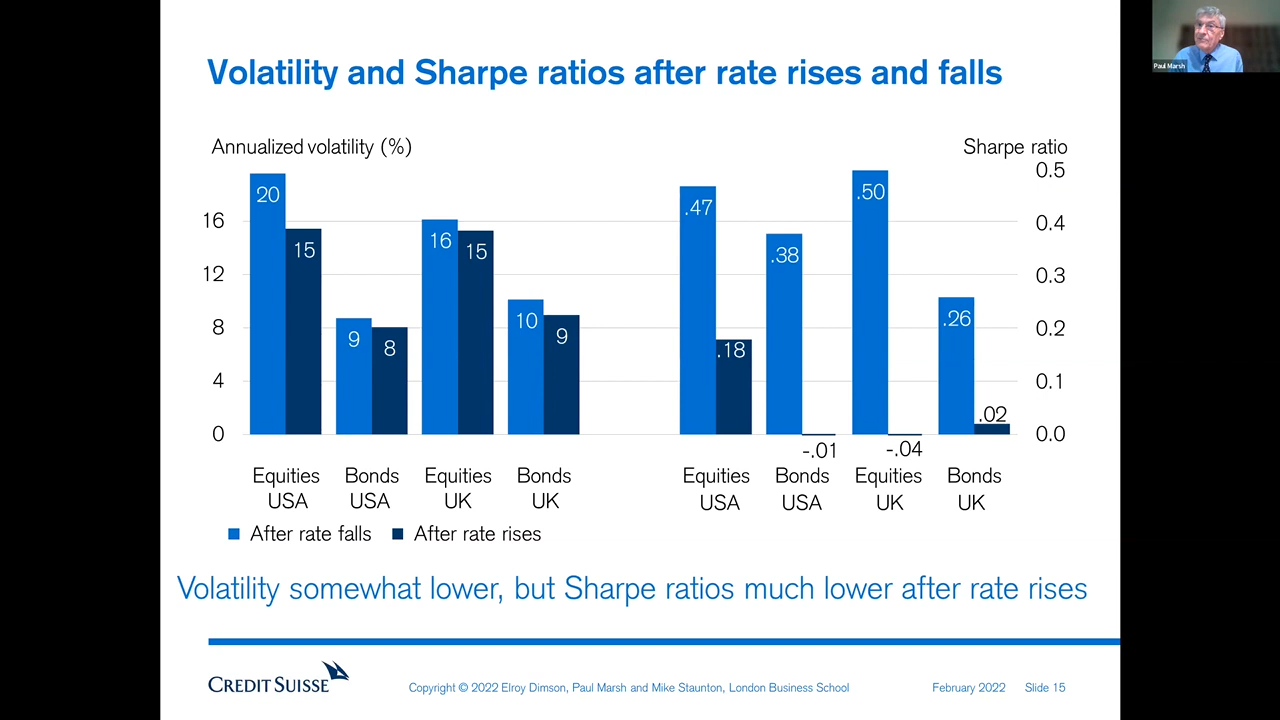 Paul Marsh
Volatility and Sharpe ratios after rate rises and falls
Annualized volatility (%)
16
12
8
4
0
20
15
9
8
16
15
10
9
Equities
USA
Bonds
USA
Equities
UK
Bonds
UK
Sharpe ratio
0.5
0.4
0.3
0.2
0.1
0.0
.47
.18
.38
-.01
.50
-.04
.26
.02
Equities
USA
Bonds
USA
Equities
UK
Bonds
UK
After rate falls
After rate rises
Volatility somewhat lower, but Sharpe ratios much lower after rate rises
CREDIT SUISSE
Copyright © 2022 Elroy Dimson, Paul Marsh and Mike Staunton, London Business School
February 2022 Slide 15